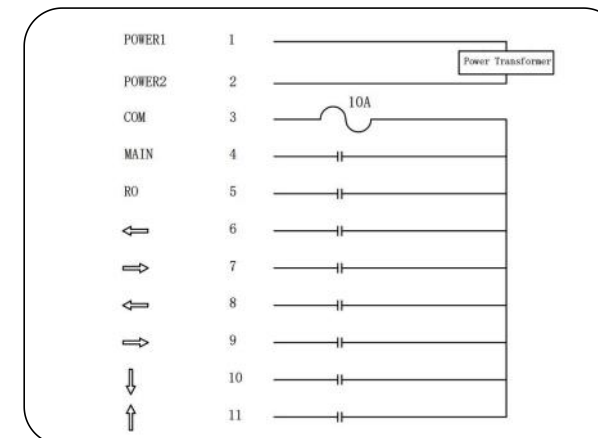 POWER1 1
Power Transformer
POWER2 2
10A
COM 3
MAIN 4
RO 5
⇐ 6
⇒ 7
⇐ 8
⇒ 9
⇓ 10
⇑ 11